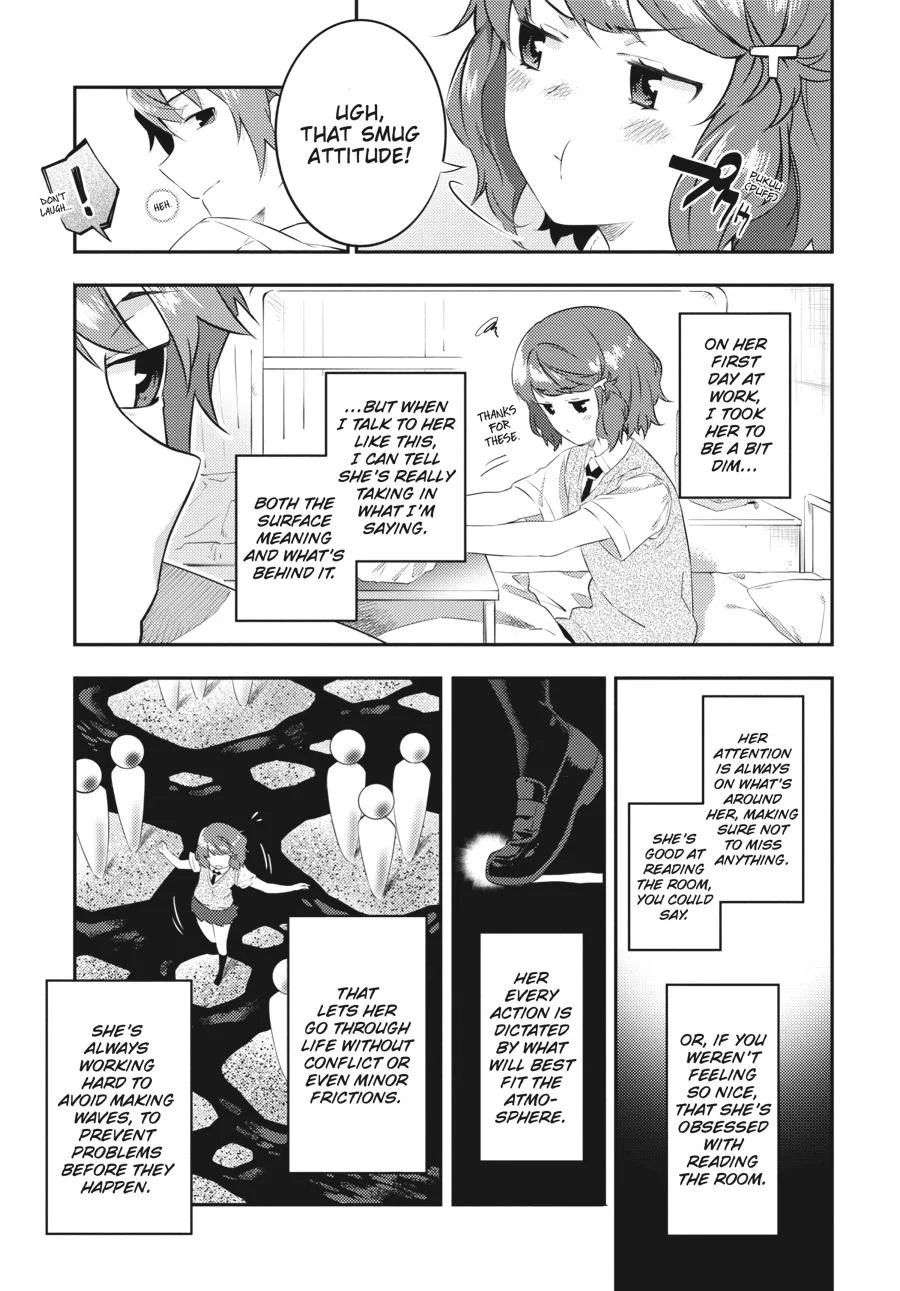 UGH,
THAT SMUG
ATTITUDE!
PUKUU
(PUFF)
プクゥ
HEH.
!
DON'T
LAUGH...
ON HER
FIRST
DAY AT
WORK,
I TOOK
HER TO
BE A BIT
DIM...
THANKS
FOR
THESE.
...BUT WHEN
I TALK TO HER
LIKE THIS,
I CAN TELL
SHE'S REALLY
TAKING IN
WHAT I'M
SAYING.
BOTH THE
SURFACE
MEANING
AND WHAT'S
BEHIND IT.
HER
ATTENTION
IS ALWAYS
ON WHAT'S
AROUND
HER, MAKING
SURE NOT
TO MISS
ANYTHING.
SHE'S
GOOD AT
READING
THE ROOM,
YOU COULD
SAY.
OR, IF YOU
WEREN'T
FEELING
SO NICE,
THAT SHE'S
OBSESSED
WITH
READING
THE ROOM.
HER
EVERY
ACTION IS
DICTATED
BY WHAT
WILL BEST
FIT THE
ATMO-
SPHERE.
THAT
LETS HER
GO THROUGH
LIFE WITHOUT
CONFLICT OR
EVEN MINOR
FRICTIONS.
SHE'S
ALWAYS
WORKING
HARD TO
AVOID MAKING
WAVES, TO
PREVENT
PROBLEMS
BEFORE THEY
HAPPEN.